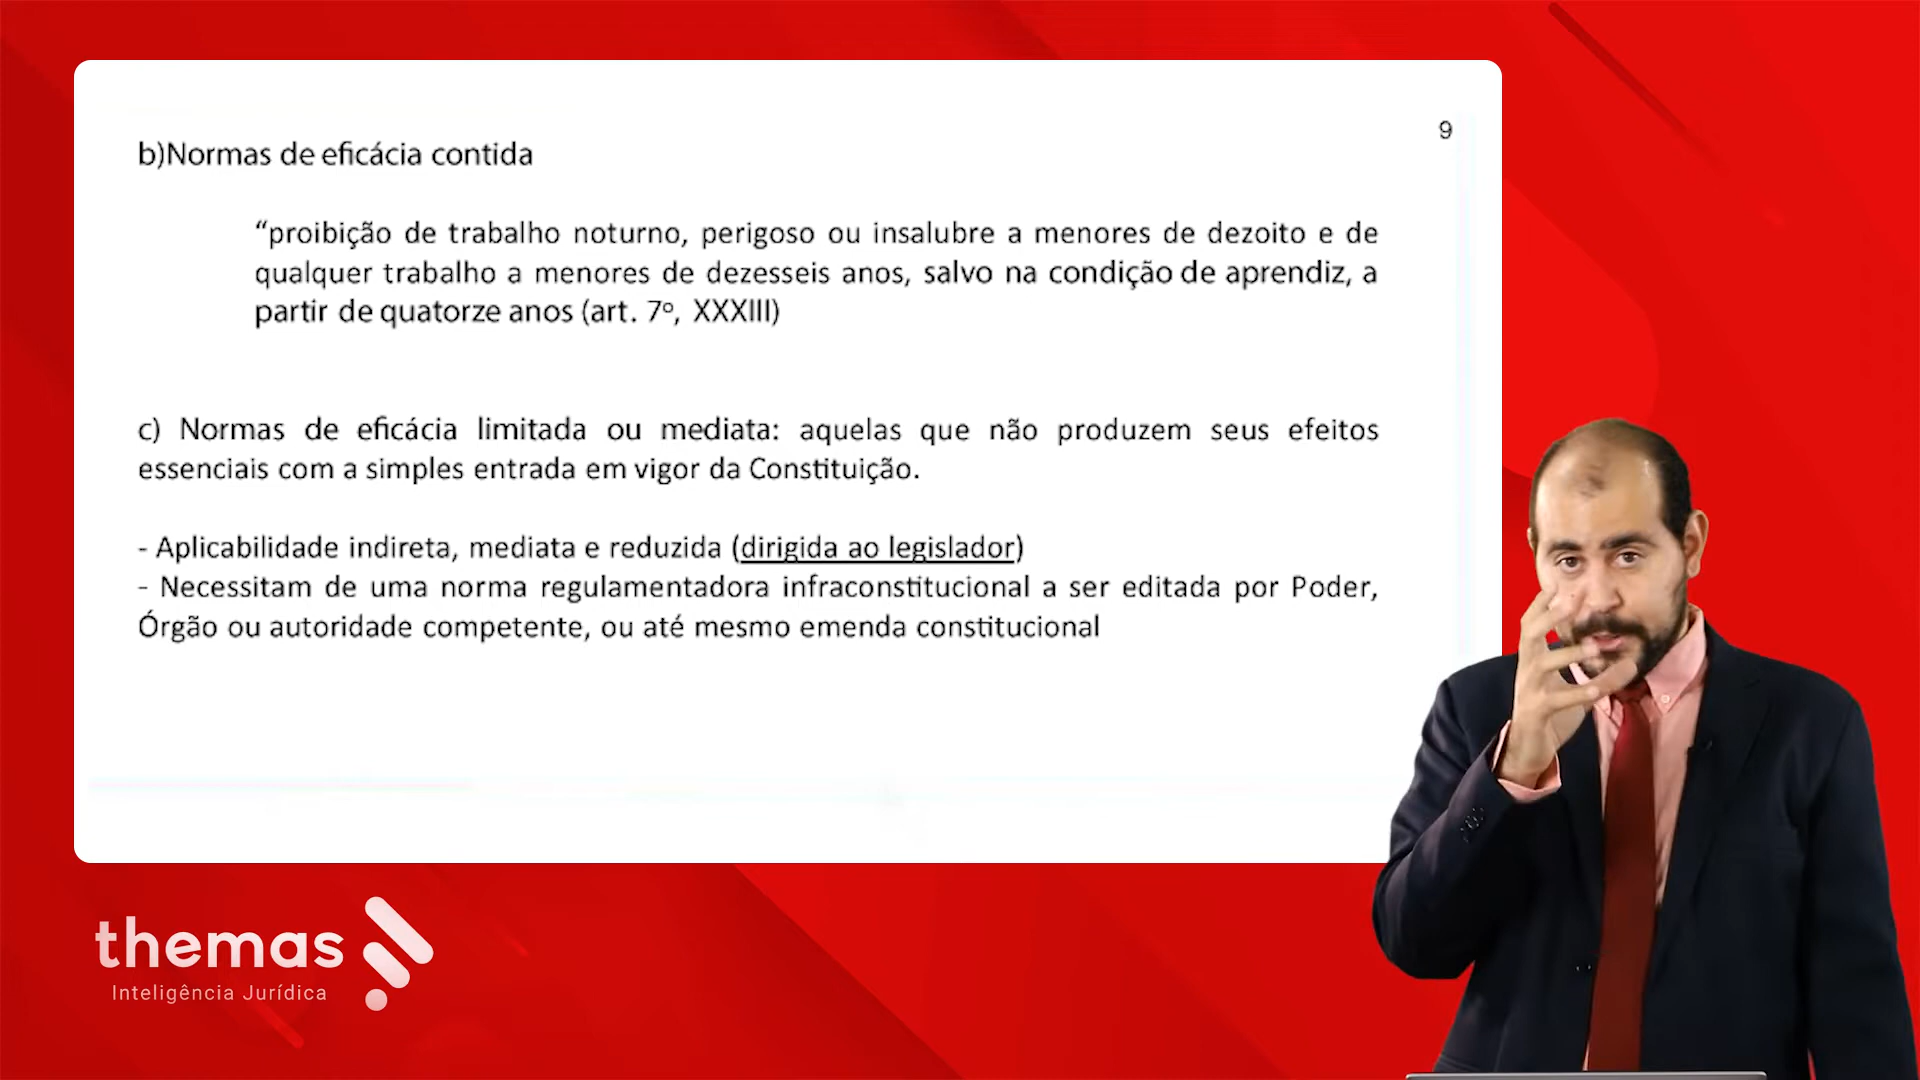 9
b)Normas de eficácia contida
“proibição de trabalho noturno, perigoso ou insalubre a menores de dezoito e de
qualquer trabalho a menores de dezesseis anos, salvo na condição de aprendiz, a
partir de quatorze anos (art. 7º, XXXIII)
c) Normas de eficácia limitada ou mediata: aquelas que não produzem seus efeitos
essenciais com a simples entrada em vigor da Constituição.
- Aplicabilidade indireta, mediata e reduzida (dirigida ao legislador)
- Necessitam de uma norma regulamentadora infraconstitucional a ser editada por Poder,
Órgão ou autoridade competente, ou até mesmo emenda constitucional
themas
Inteligência Jurídica